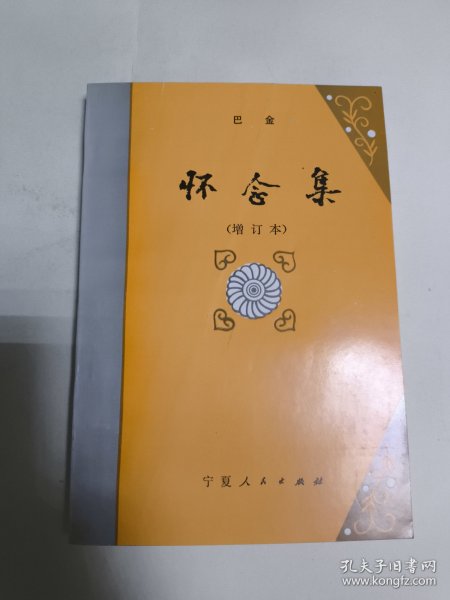 巴金
怀念集
（增订本）
宁夏人民出版社
孔夫子旧书网
www.kongfz.com